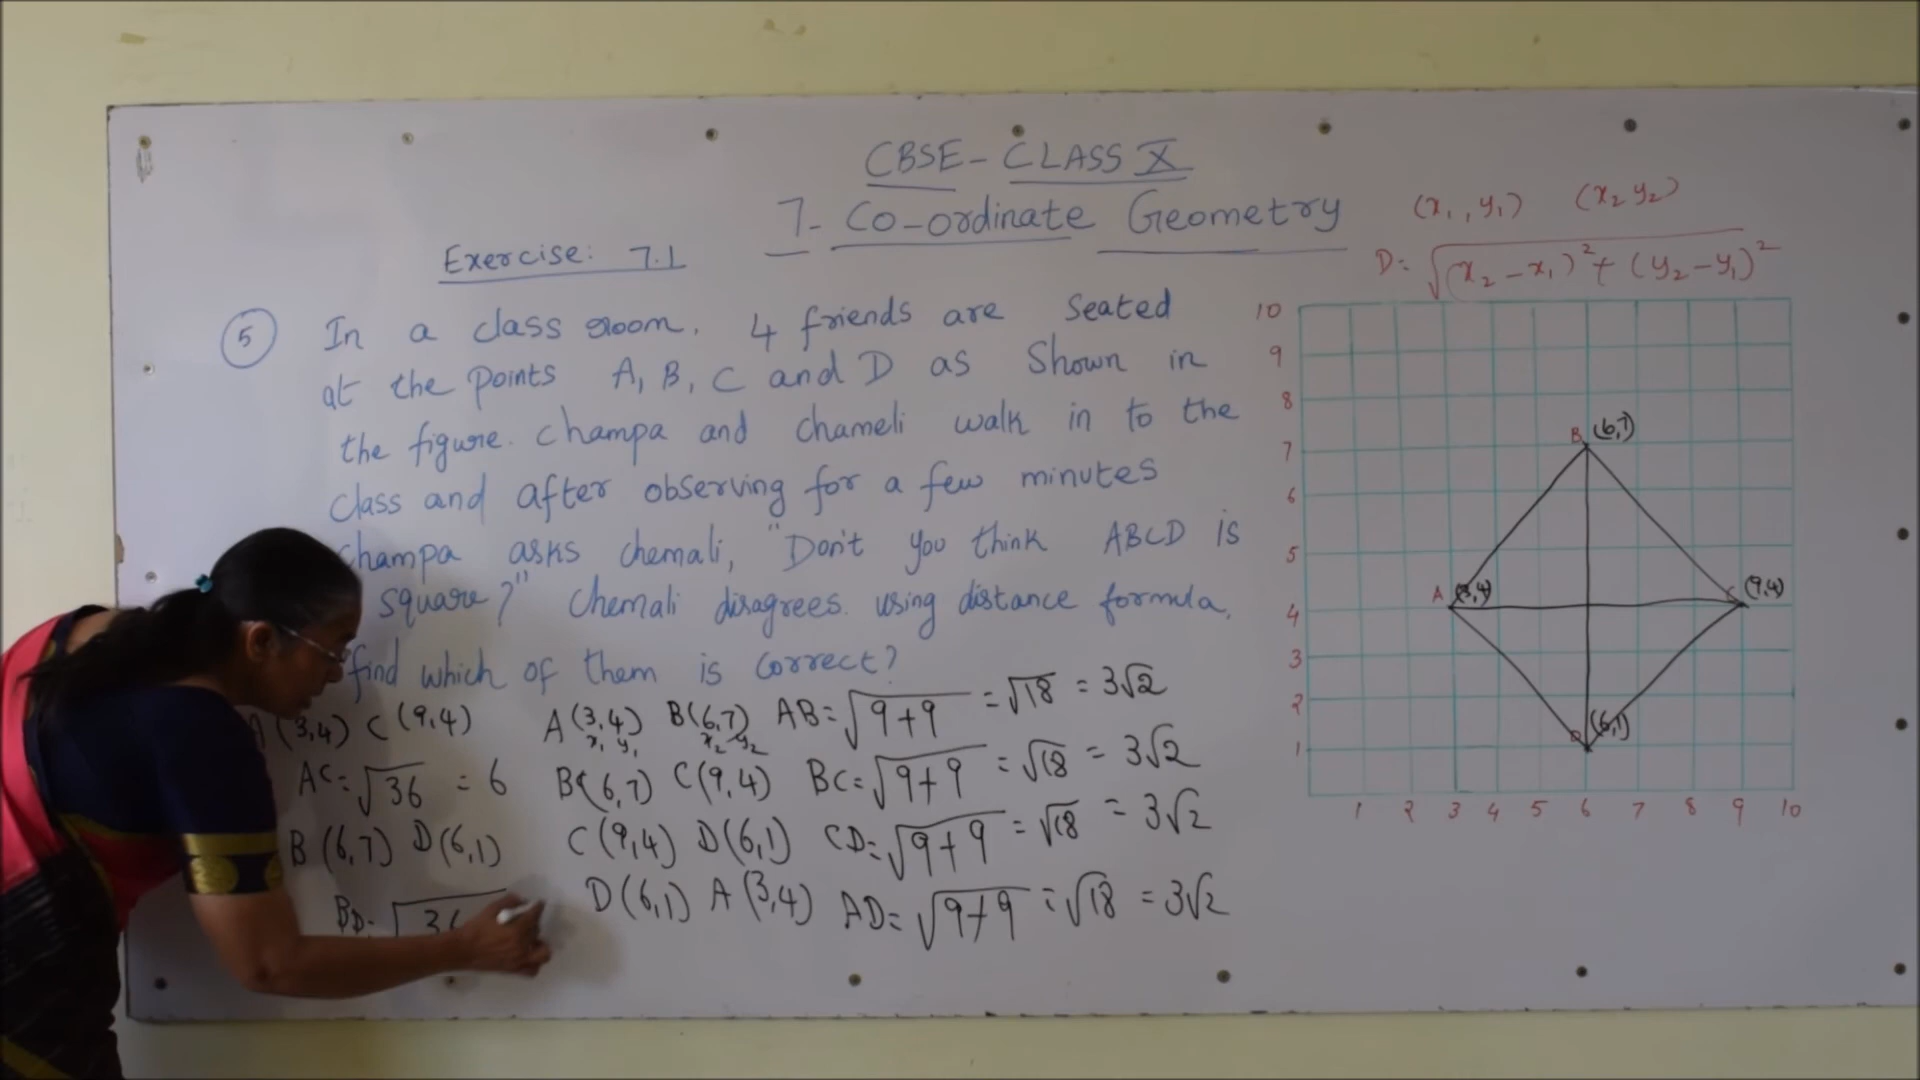 CBSE - CLASS X
7- Co-ordinate Geometry
(x₁, y₁) (x₂ y₂)
D = √(x₂ - x₁)² + (y₂ - y₁)²
Exercise: 7.1
5 In a class room, 4 friends are seated
at the points A, B, C and D as shown in
the figure. champa and chameli walk in to the
class and after observing for a few minutes
champa asks chemali, "Don't you think ABCD is
square?" Chemali disagrees. using distance formula,
find which of them is correct?
A (3,4) C (9,4)
AC = √36 = 6
B (6,7) D(6,1)
BD = √36
A (3,4) B(6,7) AB = √9+9 = √18 = 3√2
x₁ y₁ x₂ y₂
B(6,7) C(9,4) BC = √9+9 = √18 = 3√2
C(9,4) D(6,1) CD = √9+9 = √18 = 3√2
D(6,1) A(3,4) AD = √9+9 = √18 = 3√2
10
9
8
7
6
5
4
3
2
1
1 2 3 4 5 6 7 8 9 10
B (6,7)
A (3,4)
C (9,4)
D (6,1)